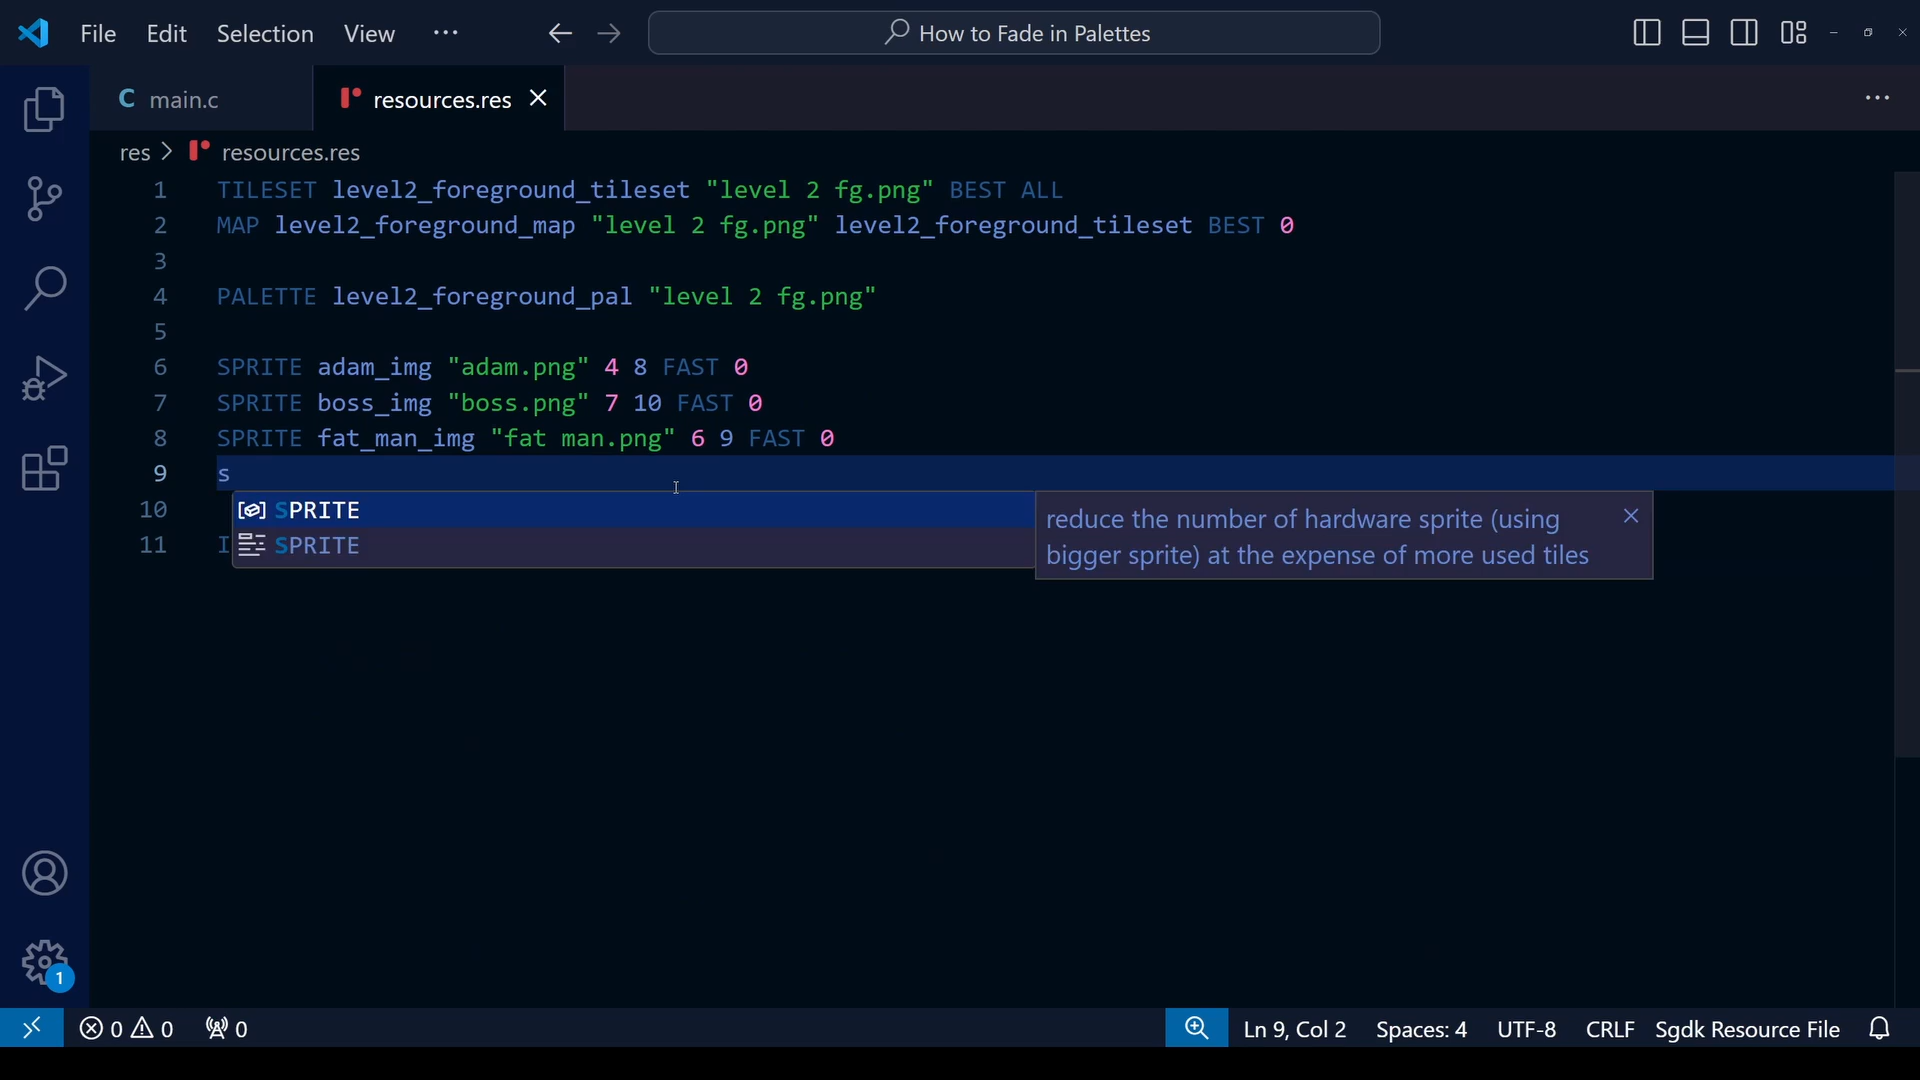 File Edit Selection View ··· How to Fade in Palettes
C main.c resources.res
res > resources.res
1 TILESET level2_foreground_tileset "level 2 fg.png" BEST ALL
2 MAP level2_foreground_map "level 2 fg.png" level2_foreground_tileset BEST 0
3
4 PALETTE level2_foreground_pal "level 2 fg.png"
5
6 SPRITE adam_img "adam.png" 4 8 FAST 0
7 SPRITE boss_img "boss.png" 7 10 FAST 0
8 SPRITE fat_man_img "fat man.png" 6 9 FAST 0
9 s
10 SPRITE reduce the number of hardware sprite (using
11 I SPRITE bigger sprite) at the expense of more used tiles
1
0 0 0 Ln 9, Col 2 Spaces: 4 UTF-8 CRLF Sgdk Resource File